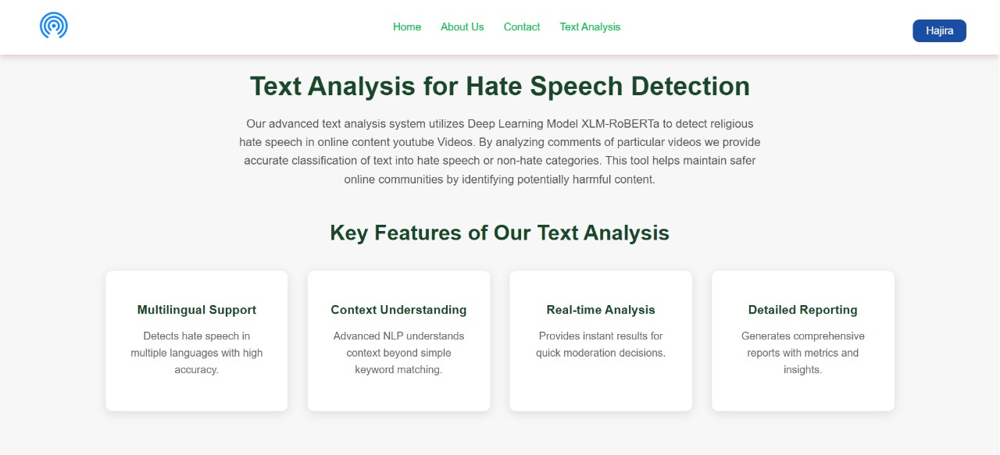 Home About Us Contact Text Analysis
Hajira
Text Analysis for Hate Speech Detection
Our advanced text analysis system utilizes Deep Learning Model XLM-RoBERTa to detect religious
hate speech in online content youtube Videos. By analyzing comments of particular videos we provide
accurate classification of text into hate speech or non-hate categories. This tool helps maintain safer
online communities by identifying potentially harmful content.
Key Features of Our Text Analysis
Multilingual Support
Detects hate speech in
multiple languages with high
accuracy.
Context Understanding
Advanced NLP understands
context beyond simple
keyword matching.
Real-time Analysis
Provides instant results for
quick moderation decisions.
Detailed Reporting
Generates comprehensive
reports with metrics and
insights.